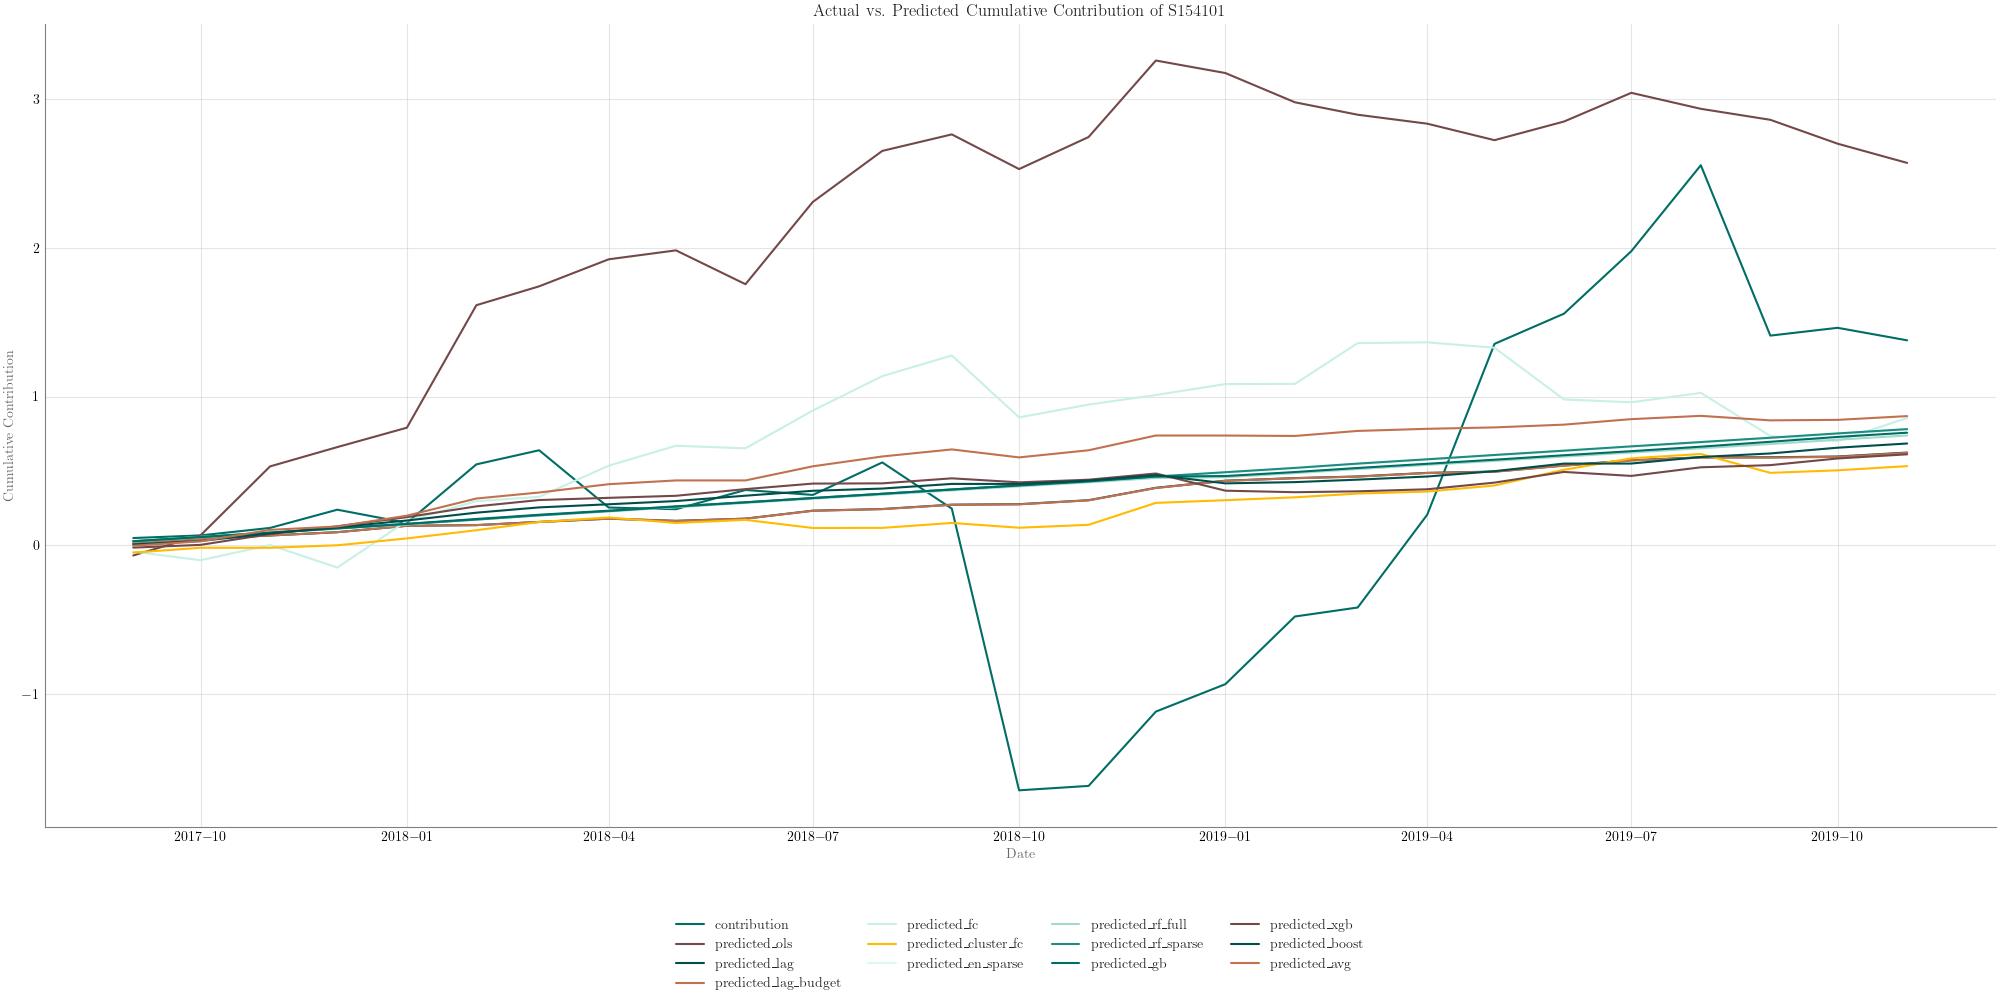 Actual vs. Predicted Cumulative Contribution of S154101
Cumulative Contribution
3
2
1
0
−1
2017−10
2018−01
2018−04
2018−07
2018−10
2019−01
2019−04
2019−07
2019−10
Date
contribution
predicted_ols
predicted_lag
predicted_lag_budget
predicted_fc
predicted_cluster_fc
predicted_en_sparse
predicted_rf_full
predicted_rf_sparse
predicted_gb
predicted_xgb
predicted_boost
predicted_avg